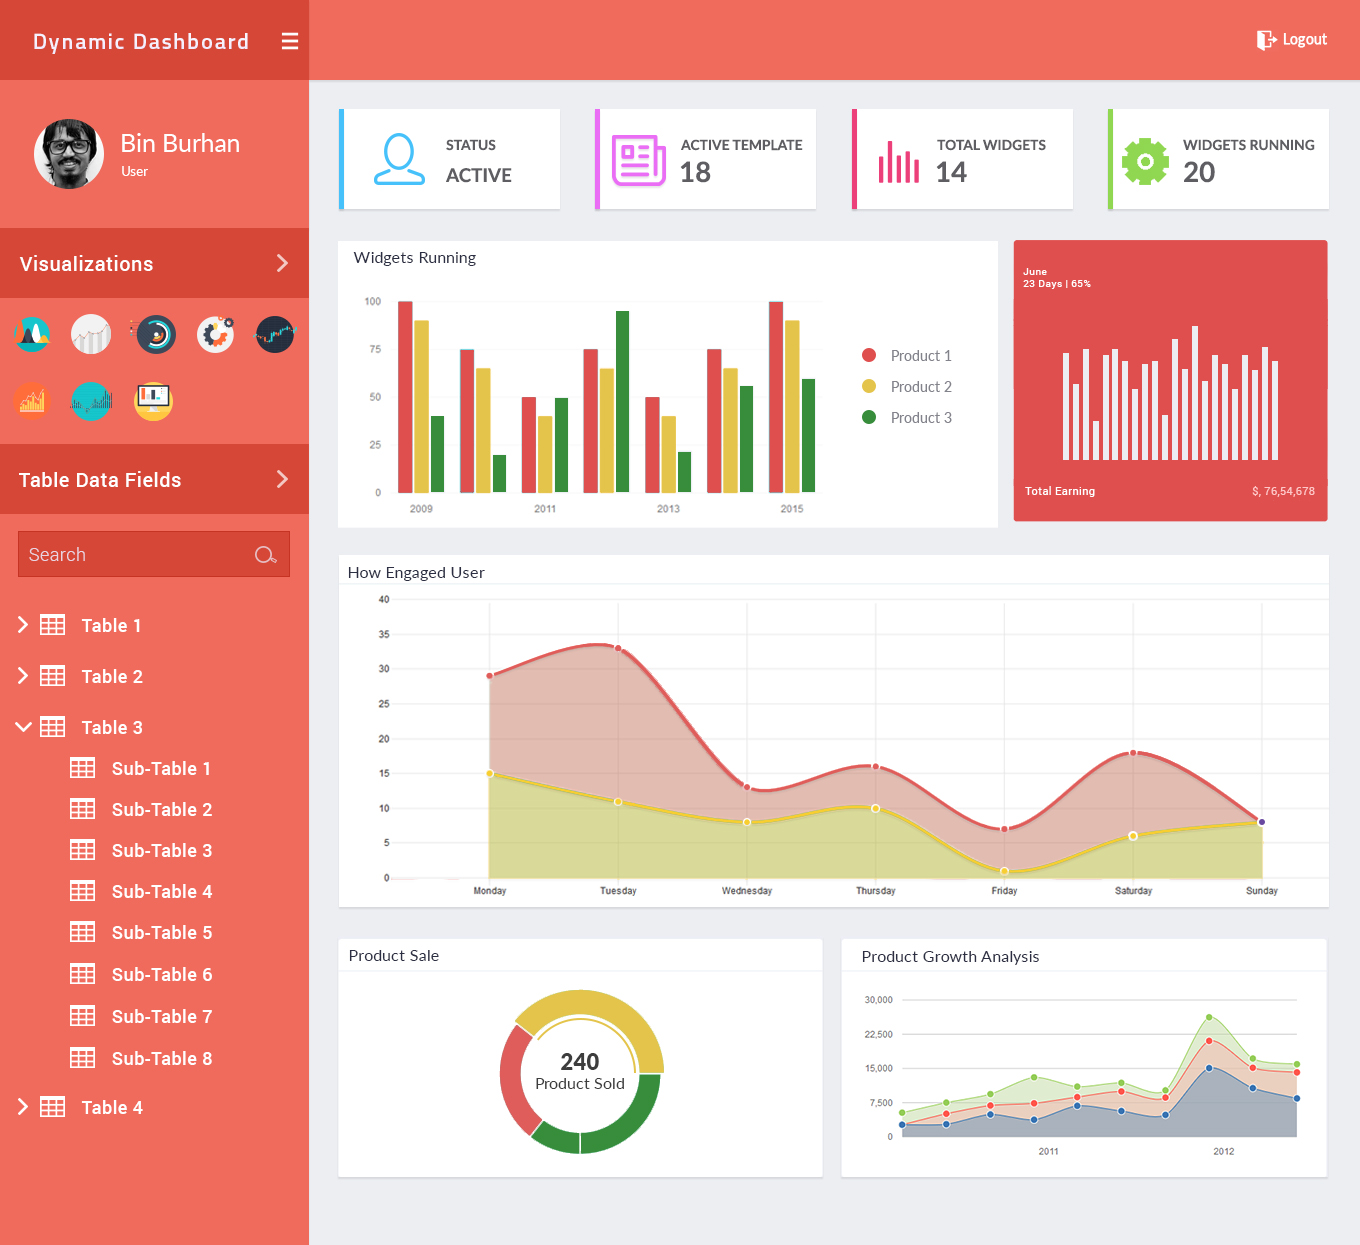 Dynamic Dashboard
Logout
Bin Burhan
User
Visualizations
Table Data Fields
Search
Table 1
Table 2
Table 3
Sub-Table 1
Sub-Table 2
Sub-Table 3
Sub-Table 4
Sub-Table 5
Sub-Table 6
Sub-Table 7
Sub-Table 8
Table 4
STATUS
ACTIVE
ACTIVE TEMPLATE
18
TOTAL WIDGETS
14
WIDGETS RUNNING
20
Widgets Running
100
75
50
25
0
2009
2011
2013
2015
Product 1
Product 2
Product 3
June
23 Days | 65%
Total Earning
$, 76,54,678
How Engaged User
40
35
30
25
20
15
10
5
0
Monday
Tuesday
Wednesday
Thursday
Friday
Saturday
Sunday
Product Sale
240
Product Sold
Product Growth Analysis
30,000
22,500
15,000
7,500
0
2011
2012